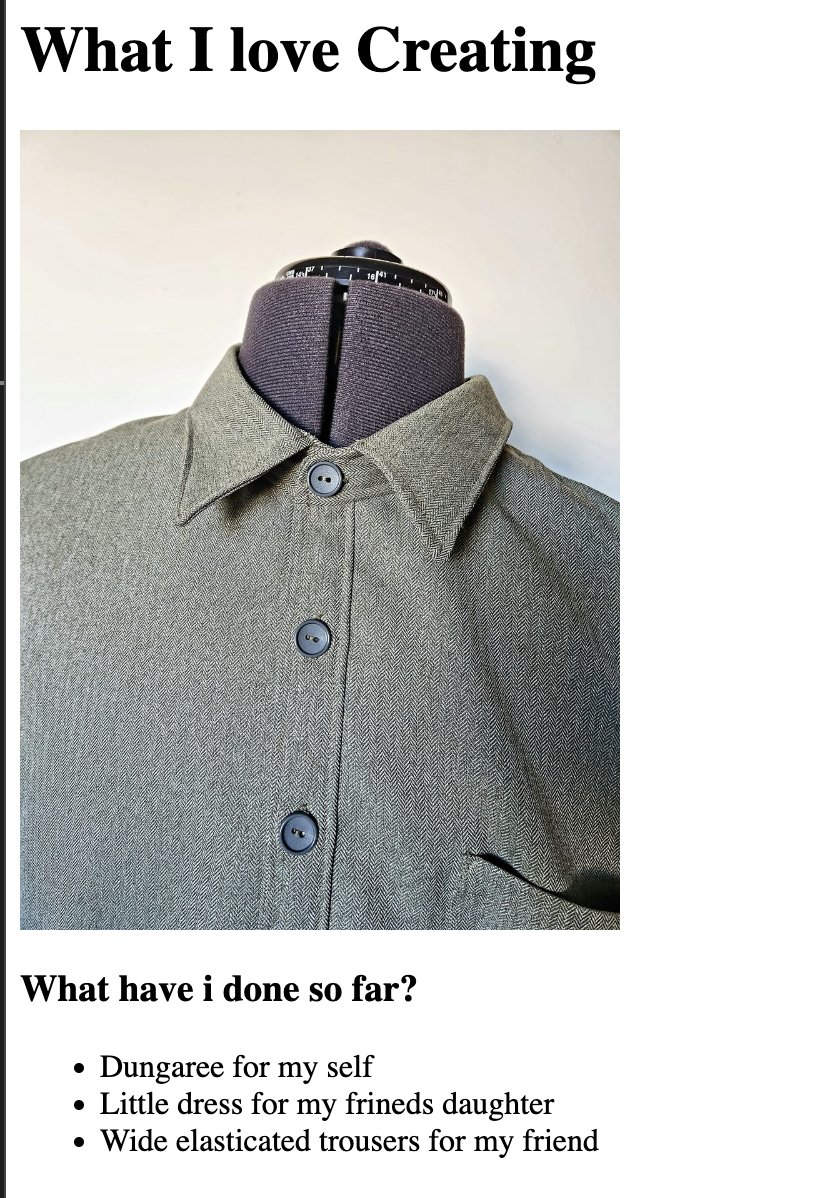 What I love Creating
16 41
What have i done so far?
Dungaree for my self
Little dress for my frineds daughter
Wide elasticated trousers for my friend